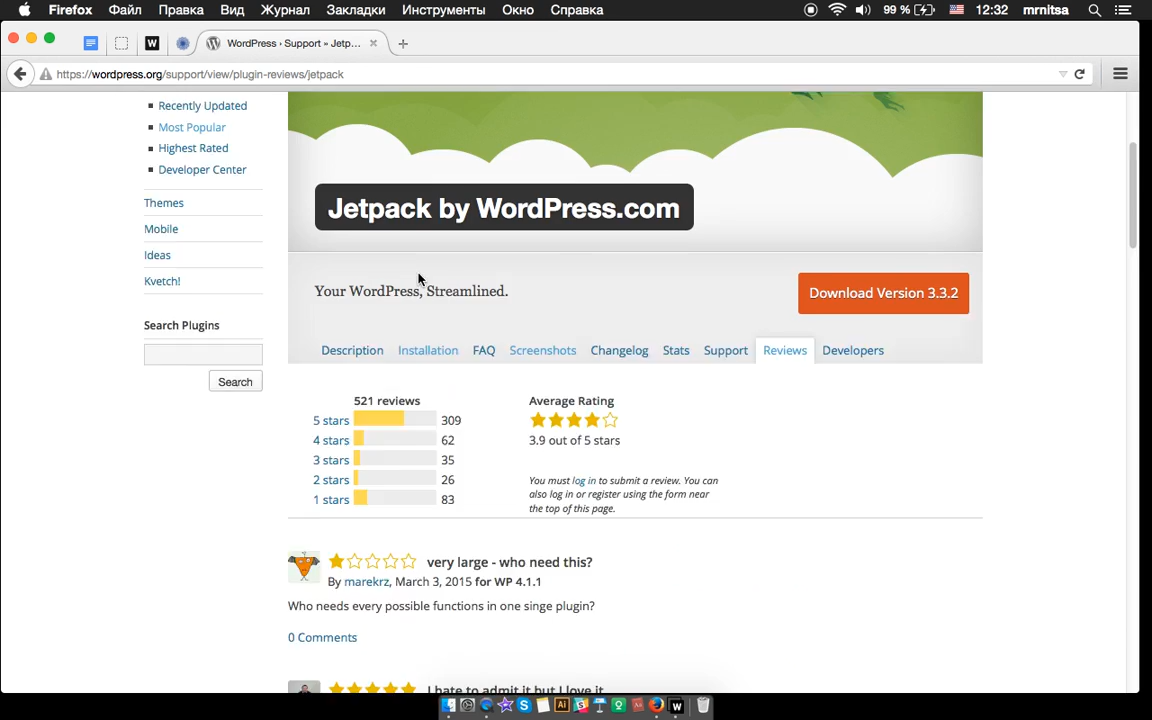 Firefox Файл Правка Вид Журнал Закладки Инструменты Окно Справка 99 % 12:32 mrnitsa
W WordPress › Support » Jetp...
https://wordpress.org/support/view/plugin-reviews/jetpack
Recently Updated
Most Popular
Highest Rated
Developer Center
Themes
Mobile
Ideas
Kvetch!
Search Plugins
Search
Jetpack by WordPress.com
Your WordPress, Streamlined.
Download Version 3.3.2
Description Installation FAQ Screenshots Changelog Stats Support Reviews Developers
521 reviews
5 stars 309
4 stars 62
3 stars 35
2 stars 26
1 stars 83
Average Rating
3.9 out of 5 stars
You must log in to submit a review. You can
also log in or register using the form near
the top of this page.
very large - who need this?
By marekrz, March 3, 2015 for WP 4.1.1
Who needs every possible functions in one singe plugin?
0 Comments
I hate to admit it but I love it
Ai W